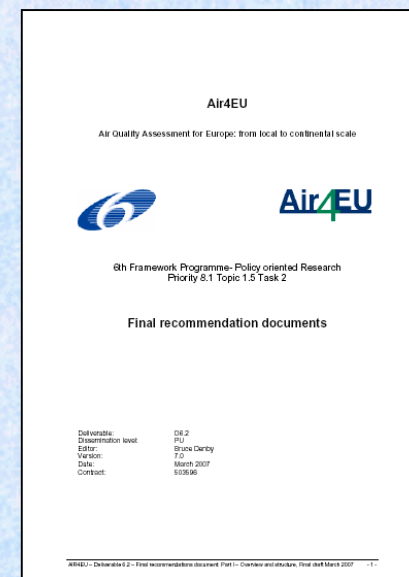 Air4EU
Air Quality Assessment for Europe: from local to continental scale
6
Air4EU
6th Framework Programme- Policy oriented Research
Priority 8.1 Topic 1.5 Task 2
Final recommendation documents
Deliverable: D6.2
Dissemination level: PU
Editor: Bruce Denby
Version: 7.0
Date: March 2007
Contract: 503596
AIR4EU – Deliverable 6.2 – Final recommendations document Part I – Overview and structure, Final draft March 2007 - 1 -